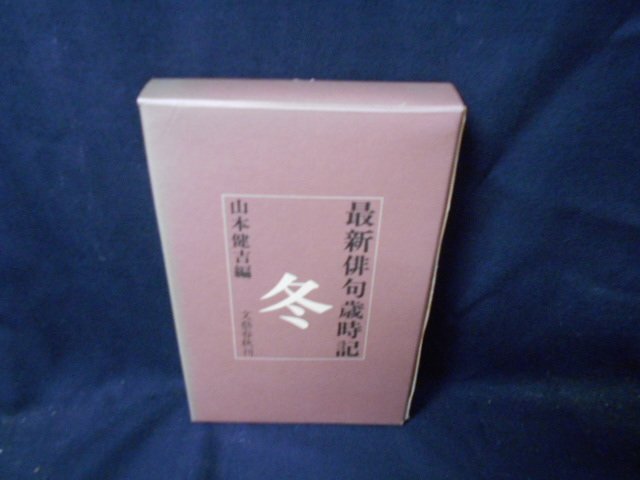 最新俳句歳時記
冬
山本健吉編
文藝春秋刊